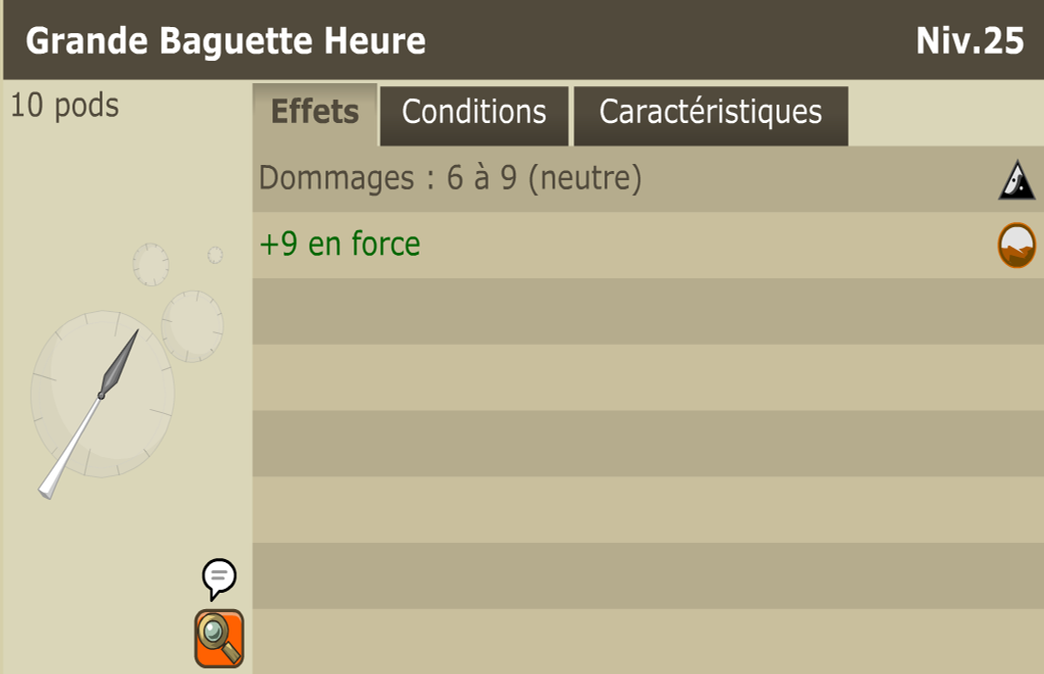 Grande Baguette Heure
Niv.25
10 pods
Effets
Conditions
Caractéristiques
Dommages : 6 à 9 (neutre)
+9 en force